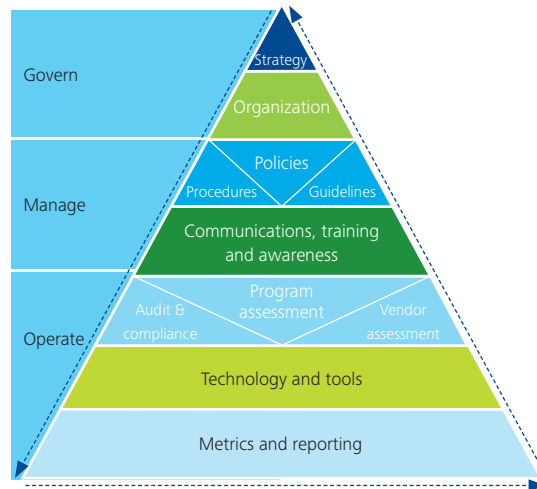 Strategy
Govern
Organization
Policies
Procedures
Guidelines
Manage
Communications, training
and awareness
Program
assessment
Audit &
compliance
Vendor
assessment
Operate
Technology and tools
Metrics and reporting